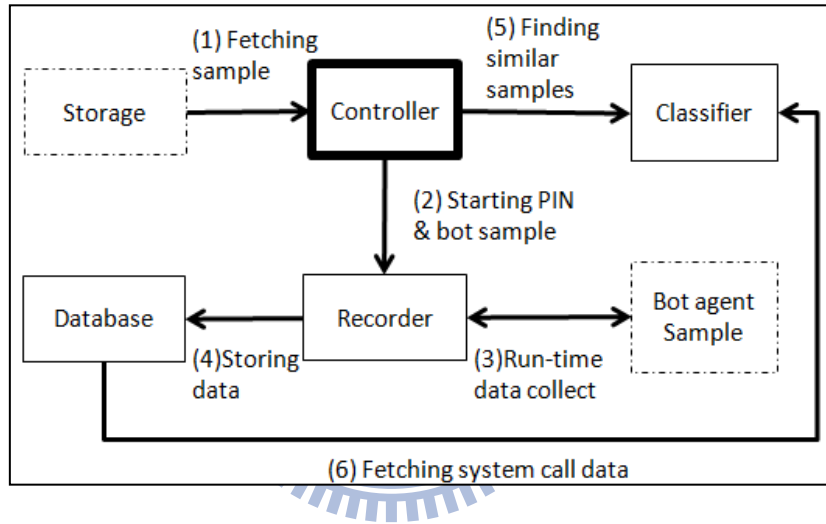 (1) Fetching
sample
(5) Finding
similar
samples
Storage
Controller
Classifier
(2) Starting PIN
& bot sample
Database
Recorder
Bot agent
Sample
(4)Storing
data
(3)Run-time
data collect
(6) Fetching system call data